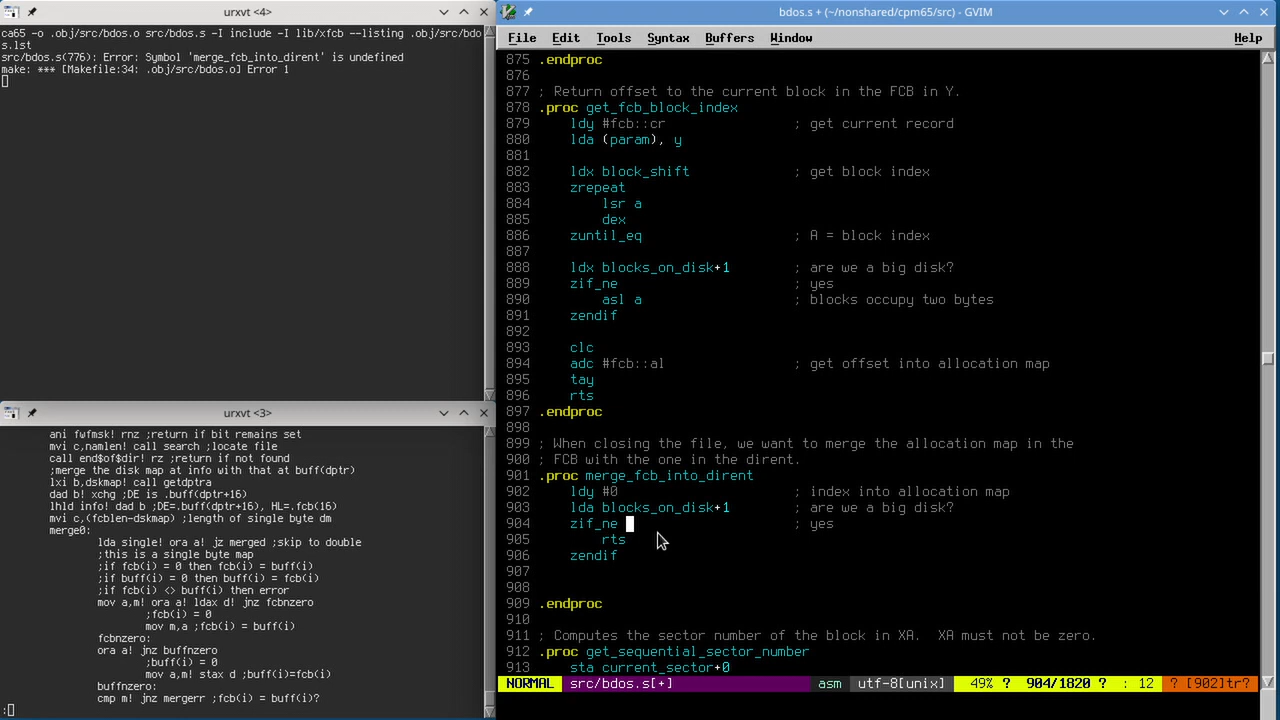 urxvt <4>
ca65 -o .obj/src/bdos.o src/bdos.s -I include -I lib/xfcb --listing .obj/src/bdo
s.lst
src/bdos.s(776): Error: Symbol 'merge_fcb_into_dirent' is undefined
make: *** [Makefile:34: .obj/src/bdos.o] Error 1
urxvt <3>
ani fwfmsk! rnz ;return if bit remains set
mvi c,namlen! call search ;locate file
call end$of$dir! rz ;return if not found
;merge the disk map at info with that at buff(dptr)
lxi b,dskmap! call getdptra
dad b! xchg ;DE is .buff(dptr+16)
lhld info! dad b ;DE=.buff(dptr+16), HL=.fcb(16)
mvi c,(fcblen-dskmap) ;length of single byte dm
merge0:
lda single! ora a! jz merged ;skip to double
;this is a single byte map
;if fcb(i) = 0 then fcb(i) = buff(i)
;if buff(i) = 0 then buff(i) = fcb(i)
;if fcb(i) <> buff(i) then error
mov a,m! ora a! ldax d! jnz fcbnzero
;fcb(i) = 0
mov m,a ;fcb(i) = buff(i)
fcbnzero:
ora a! jnz buffnzero
;buff(i) = 0
mov a,m! stax d ;buff(i)=fcb(i)
buffnzero:
cmp m! jnz mergerr ;fcb(i) = buff(i)?
:
bdos.s + (~/nonshared/cpm65/src) - GVIM
File Edit Tools Syntax Buffers Window Help
875 .endproc
876
877 ; Return offset to the current block in the FCB in Y.
878 .proc get_fcb_block_index
879 ldy #fcb::cr ; get current record
880 lda (param), y
881
882 ldx block_shift ; get block index
883 zrepeat
884 lsr a
885 dex
886 zuntil_eq ; A = block index
887
888 ldx blocks_on_disk+1 ; are we a big disk?
889 zif_ne ; yes
890 asl a ; blocks occupy two bytes
891 zendif
892
893 clc
894 adc #fcb::al ; get offset into allocation map
895 tay
896 rts
897 .endproc
898
899 ; When closing the file, we want to merge the allocation map in the
900 ; FCB with the one in the dirent.
901 .proc merge_fcb_into_dirent
902 ldy #0 ; index into allocation map
903 lda blocks_on_disk+1 ; are we a big disk?
904 zif_ne ; yes
905 rts
906 zendif
907
908
909 .endproc
910
911 ; Computes the sector number of the block in XA. XA must not be zero.
912 .proc get_sequential_sector_number
913 sta current_sector+0
NORMAL src/bdos.s[+] asm utf-8[unix] 49% ? 904/1820 ? : 12 ? [902]tr?